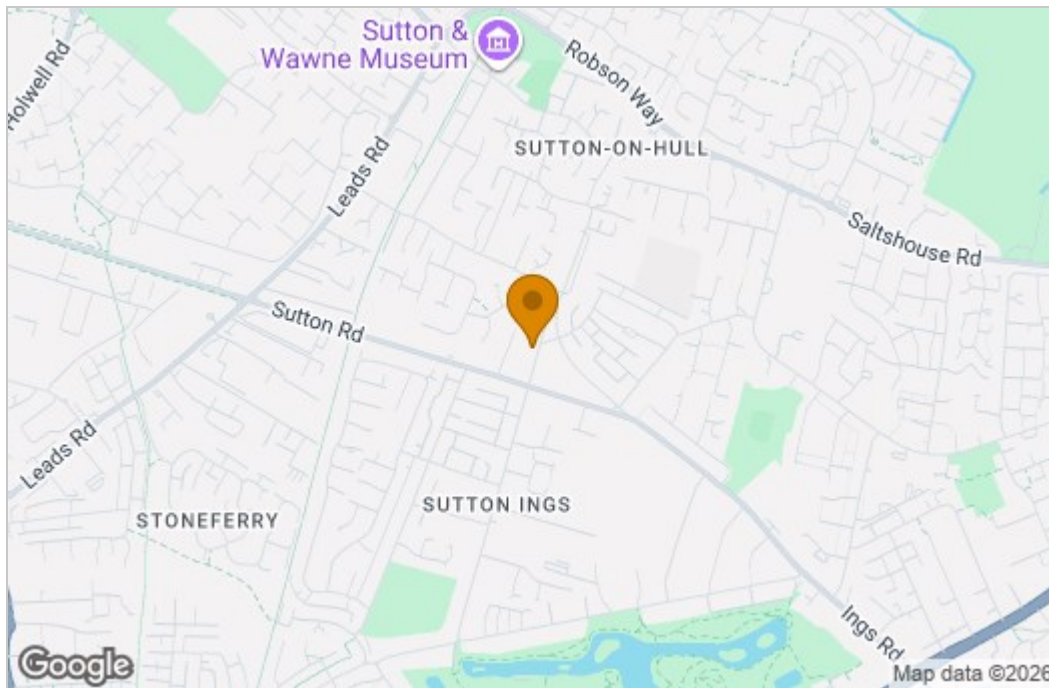 Sutton &
Wawne Museum
Holwell Rd
Robson Way
SUTTON-ON-HULL
Leads Rd
Saltshouse Rd
Sutton Rd
Leads Rd
SUTTON INGS
STONEFERRY
Ings Rd
Google
Map data ©2026